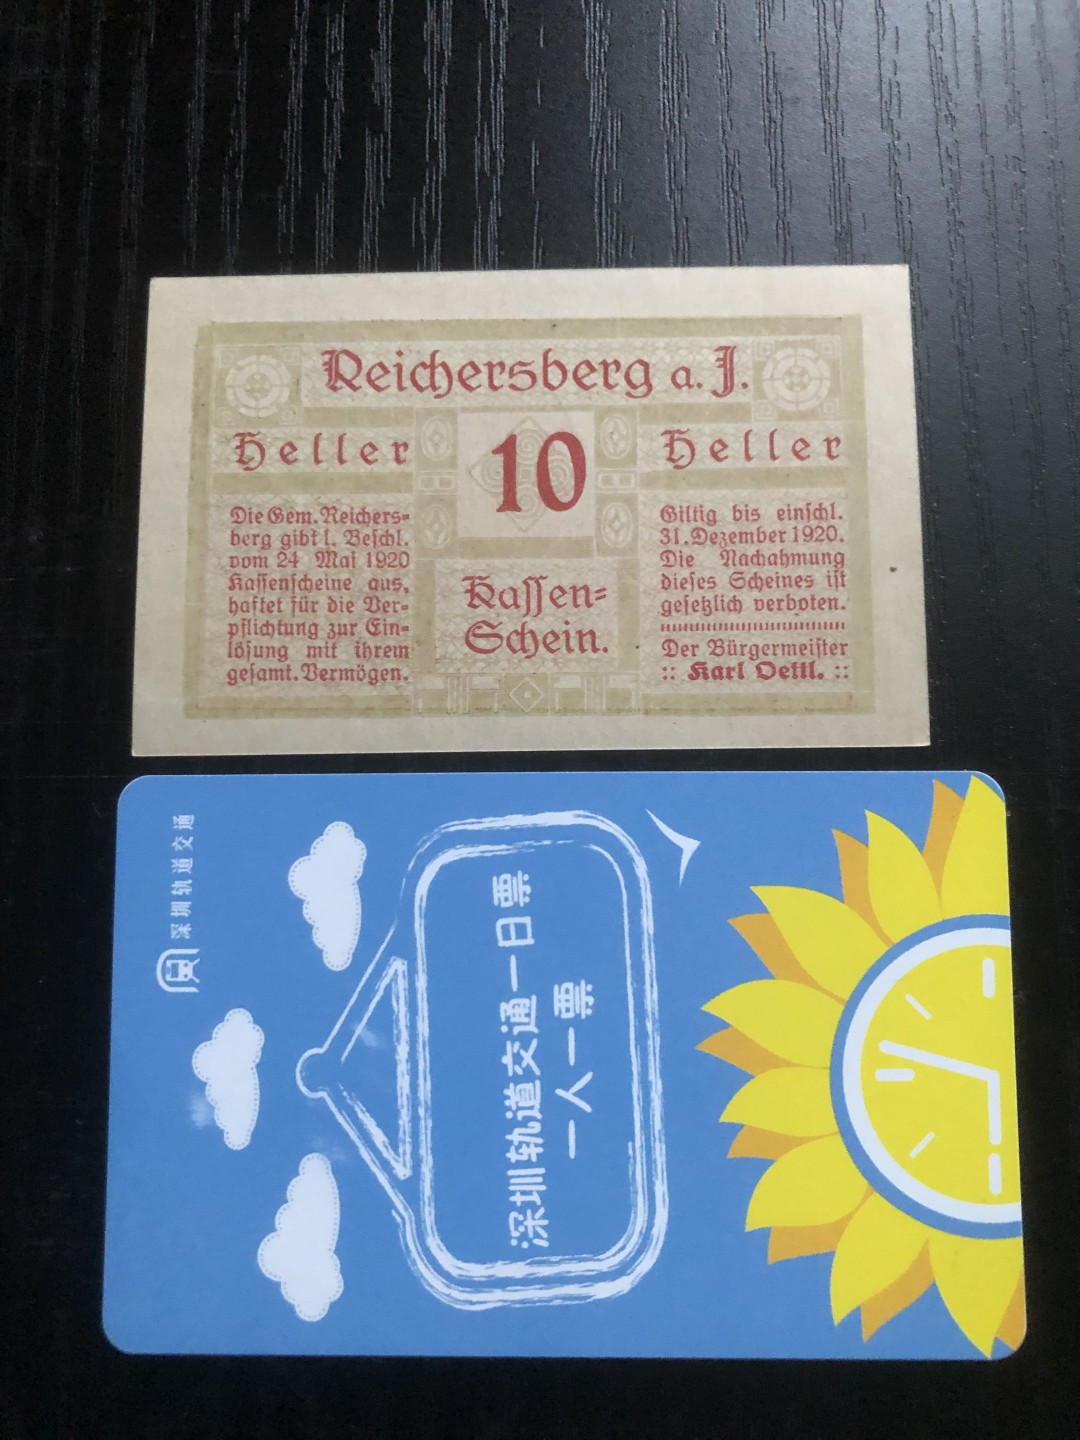 Reichersberg a. J.
Heller 10 Heller
Die Gem. Reichers=
berg gibt l. Beschl.
vom 24 Mai 1920
Kassenscheine aus,
haftet für die Ver=
pflichtung zur Ein=
lösung mit ihrem
gesamt. Vermögen.
Kassen=
Schein.
Giltig bis einschl.
31. Dezember 1920.
Die Nachahmung
dieses Scheines ist
gesetzlich verboten.
Der Bürgermeister
:: Karl Oettl. ::
深圳轨道交通
深圳轨道交通一日票
一人一票